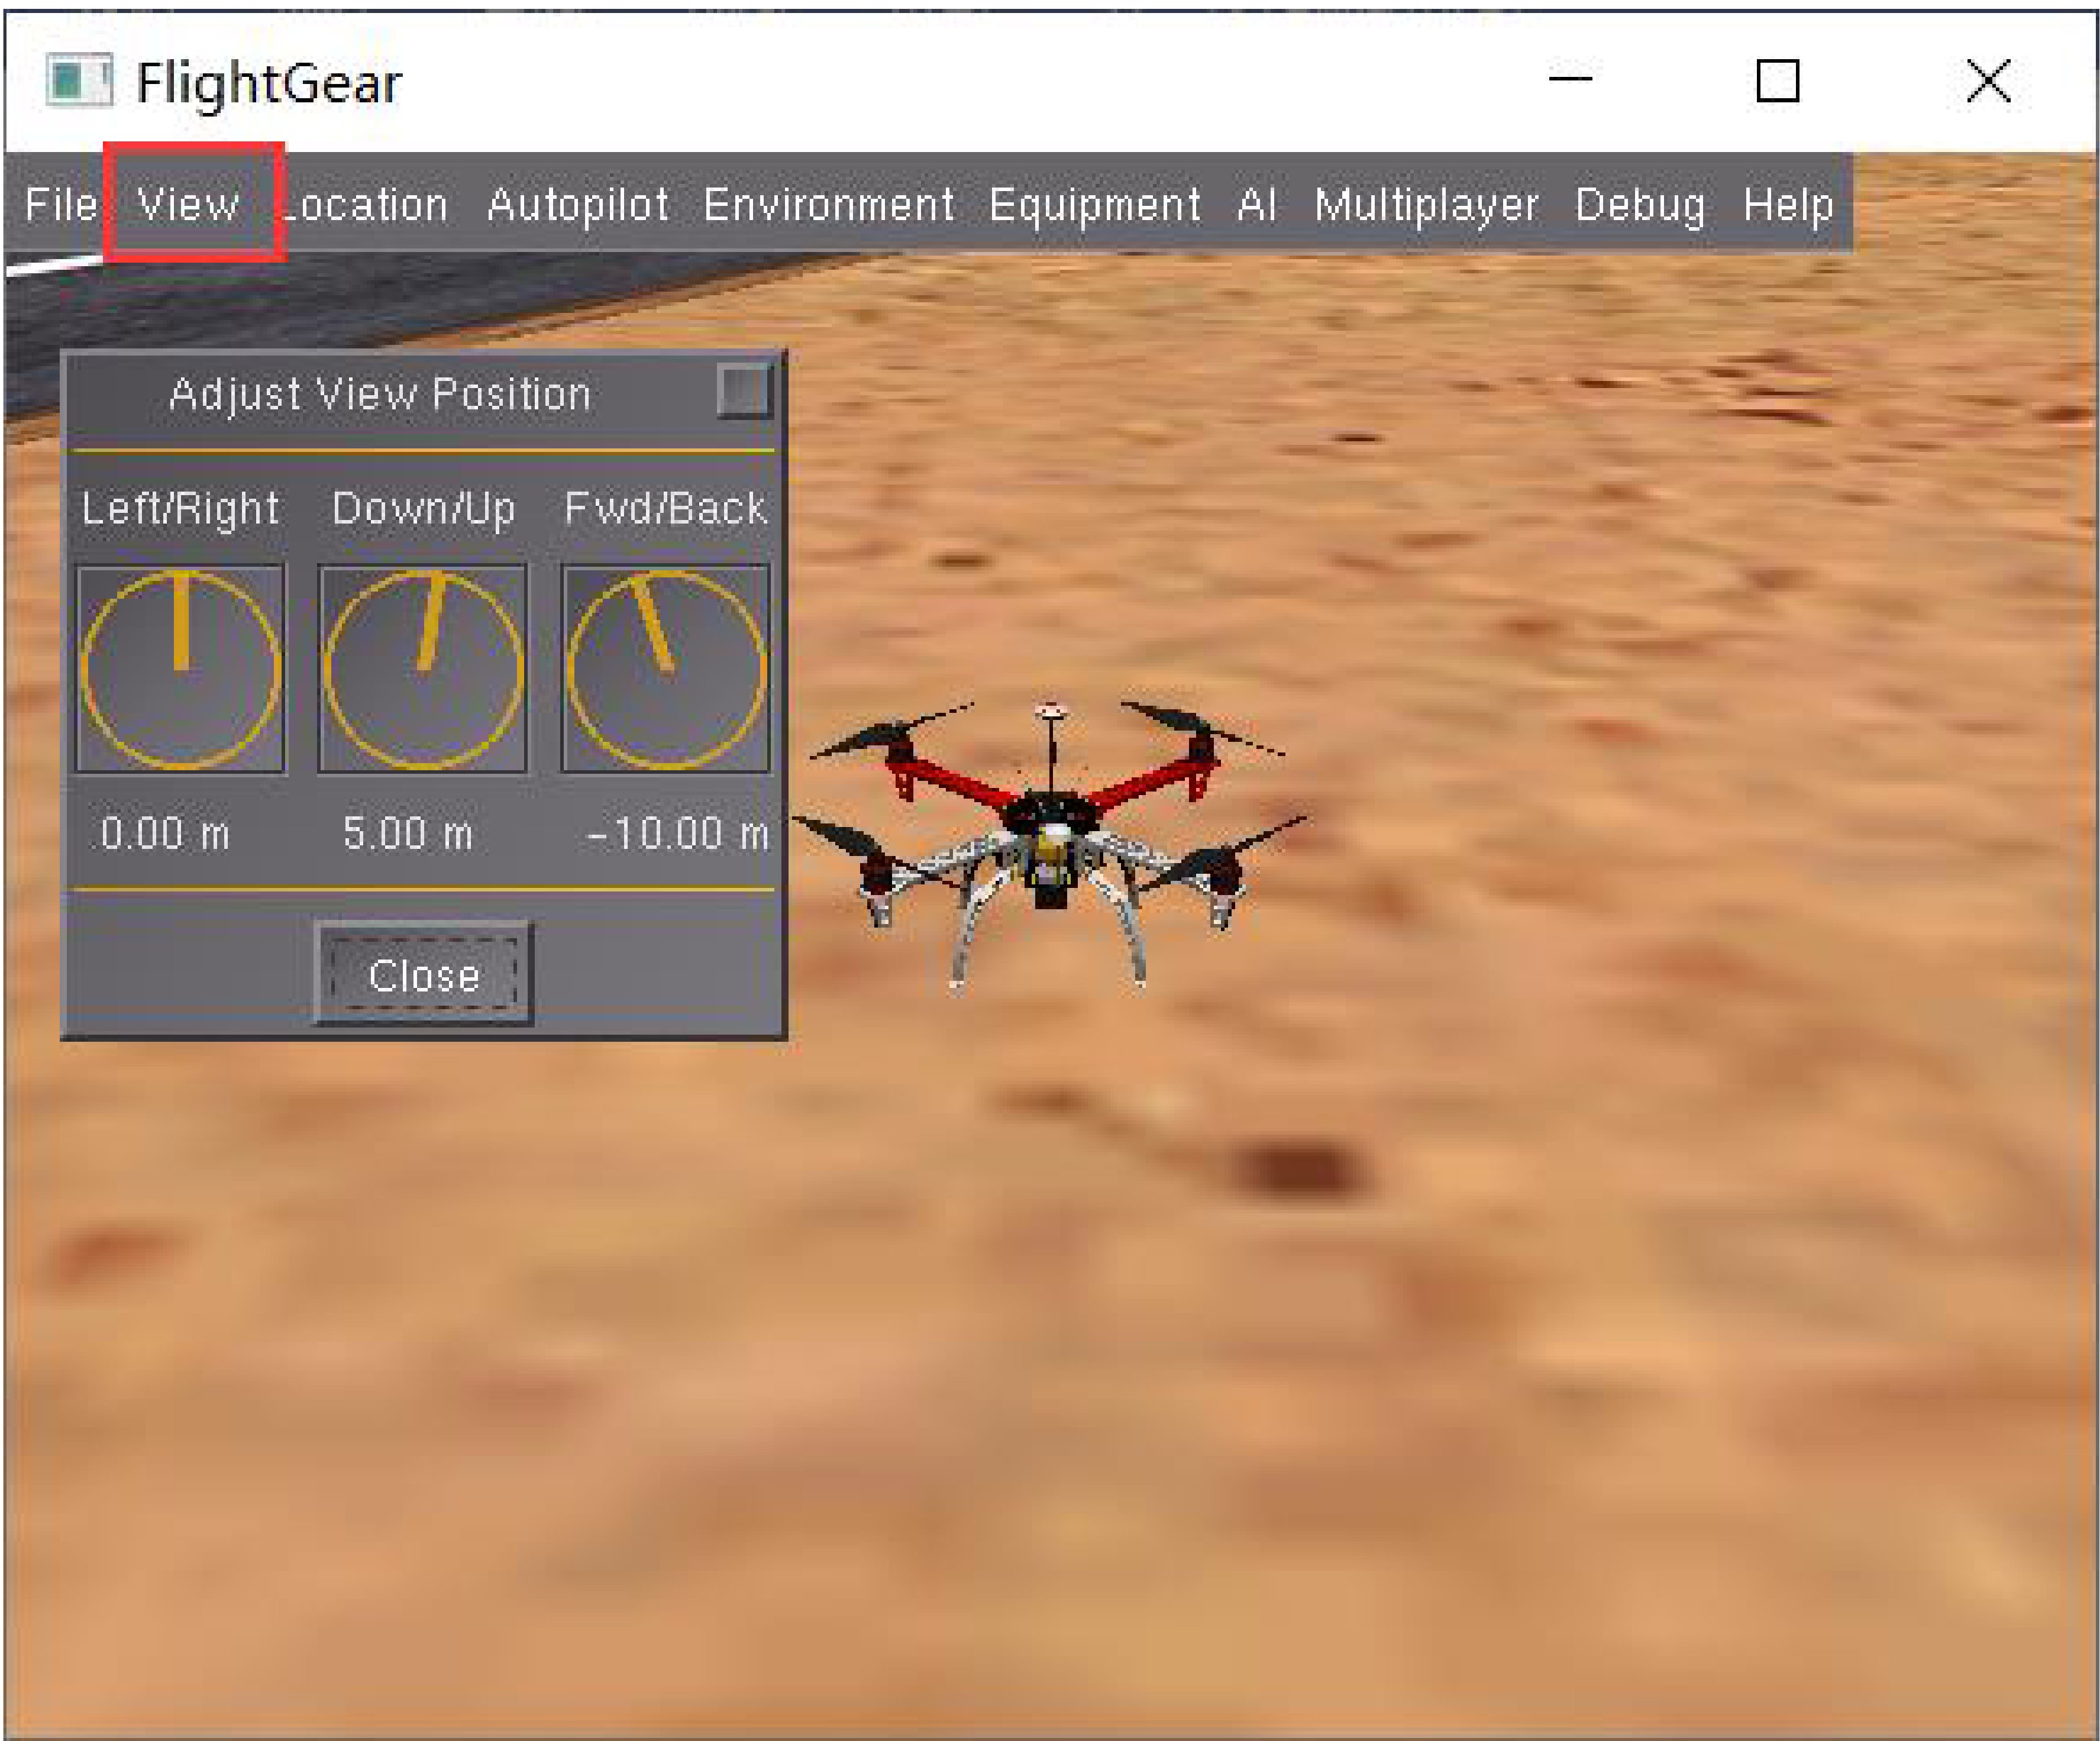 FlightGear
File View Location Autopilot Environment Equipment AI Multiplayer Debug Help
Adjust View Position
Left/Right Down/Up Fwd/Back
0.00 m 5.00 m -10.00 m
Close